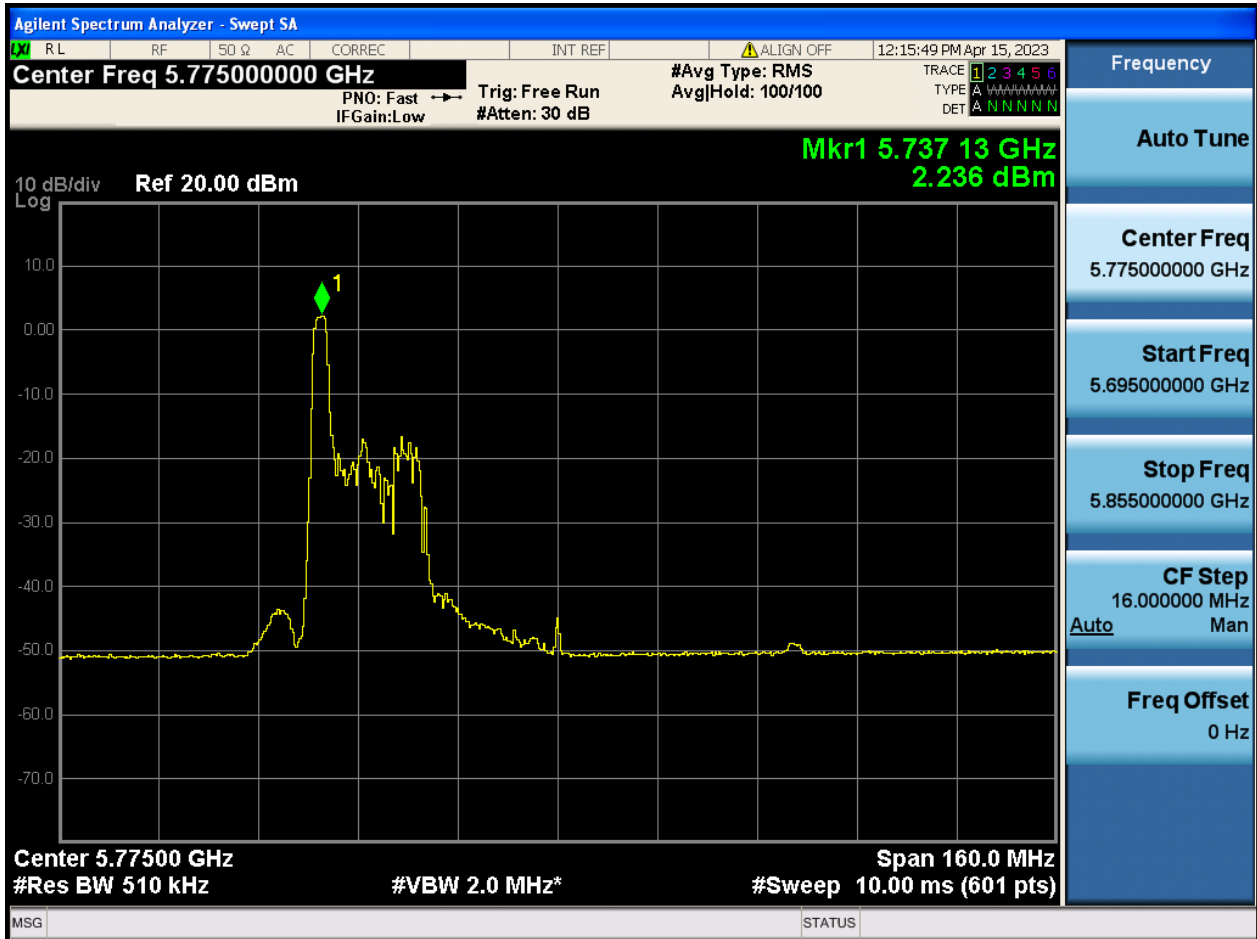 Agilent Spectrum Analyzer - Swept SA
LXI RL RF 50 Ω AC CORREC INT REF ALIGN OFF 12:15:49 PM Apr 15, 2023
Center Freq 5.775000000 GHz
PNO: Fast
IFGain:Low
Trig: Free Run
#Atten: 30 dB
#Avg Type: RMS
Avg|Hold: 100/100
TRACE 1 2 3 4 5 6
TYPE A WWWWW
DET A N N N N N
Mkr1 5.737 13 GHz
2.236 dBm
10 dB/div Ref 20.00 dBm
Log
10.0
0.00
-10.0
-20.0
-30.0
-40.0
-50.0
-60.0
-70.0
1
Center 5.77500 GHz
Span 160.0 MHz
#Res BW 510 kHz
#VBW 2.0 MHz*
#Sweep 10.00 ms (601 pts)
MSG
STATUS
Frequency
Auto Tune
Center Freq
5.775000000 GHz
Start Freq
5.695000000 GHz
Stop Freq
5.855000000 GHz
CF Step
16.000000 MHz
Auto Man
Freq Offset
0 Hz